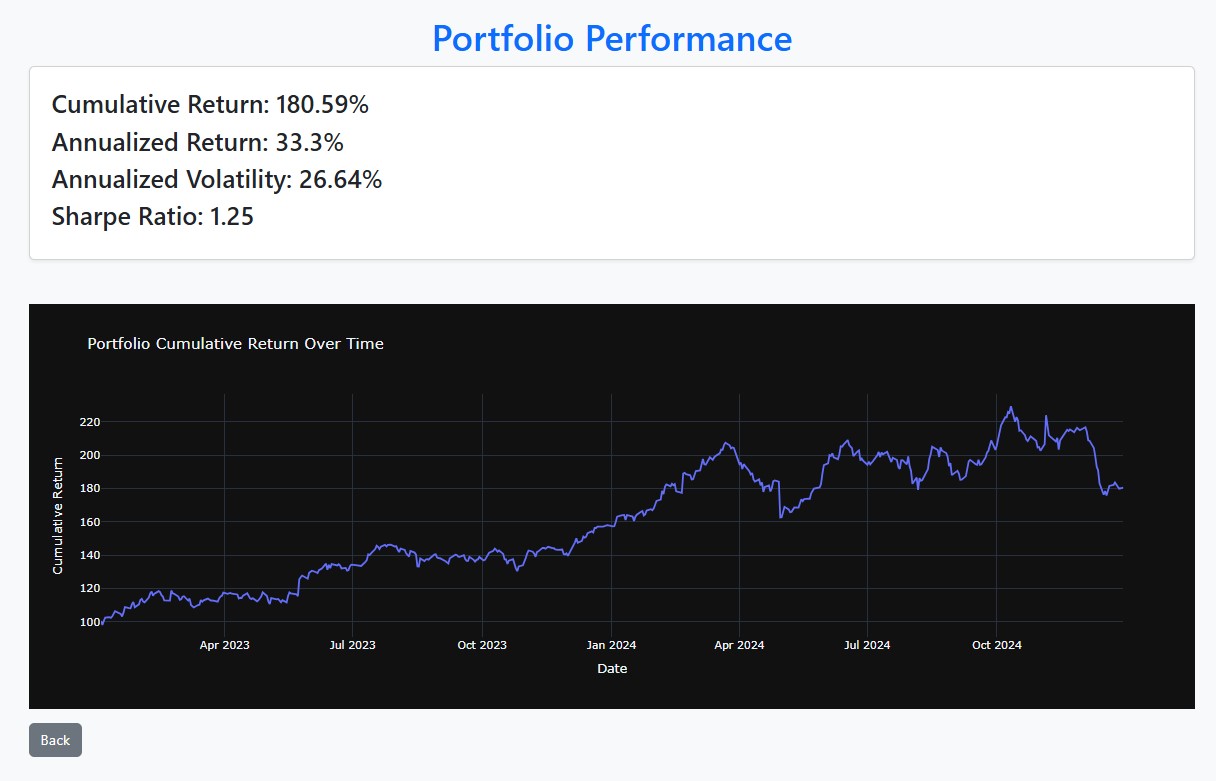 Portfolio Performance
Cumulative Return: 180.59%
Annualized Return: 33.3%
Annualized Volatility: 26.64%
Sharpe Ratio: 1.25
Portfolio Cumulative Return Over Time
Cumulative Return
220
200
180
160
140
120
100
Apr 2023 Jul 2023 Oct 2023 Jan 2024 Apr 2024 Jul 2024 Oct 2024
Date
Back